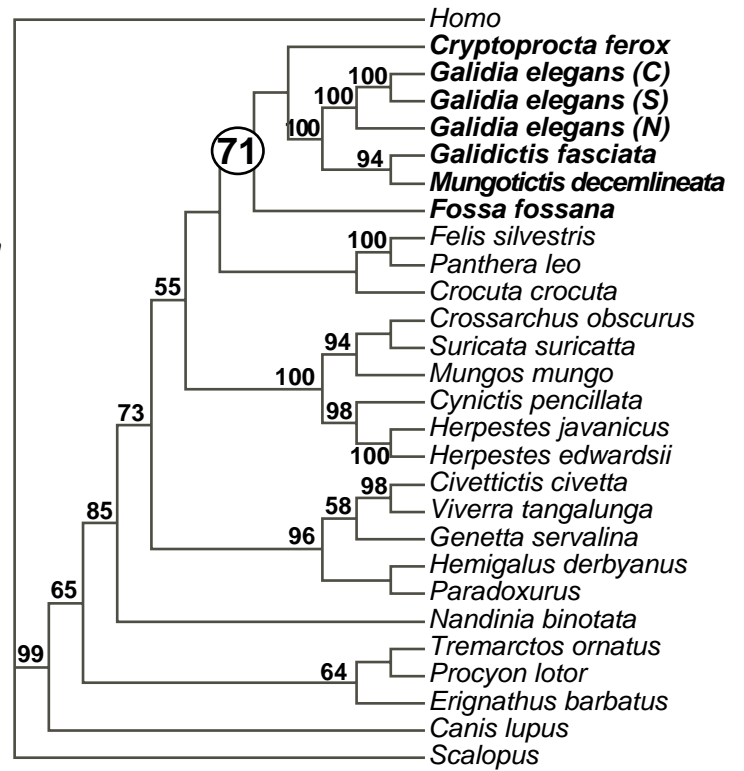 Homo
Cryptoprocta ferox
100 Galidia elegans (C)
100 Galidia elegans (S)
100 Galidia elegans (N)
71 94 Galidictis fasciata
Mungotictis decemlineata
Fossa fossana
100 Felis silvestris
Panthera leo
55 Crocuta crocuta
Crossarchus obscurus
94 Suricata suricatta
100 Mungos mungo
73 98 Cynictis pencillata
Herpestes javanicus
100 Herpestes edwardsii
98 Civettictis civetta
85 58 Viverra tangalunga
96 Genetta servalina
Hemigalus derbyanus
65 Paradoxurus
Nandinia binotata
99 Tremarctos ornatus
64 Procyon lotor
Erignathus barbatus
Canis lupus
Scalopus